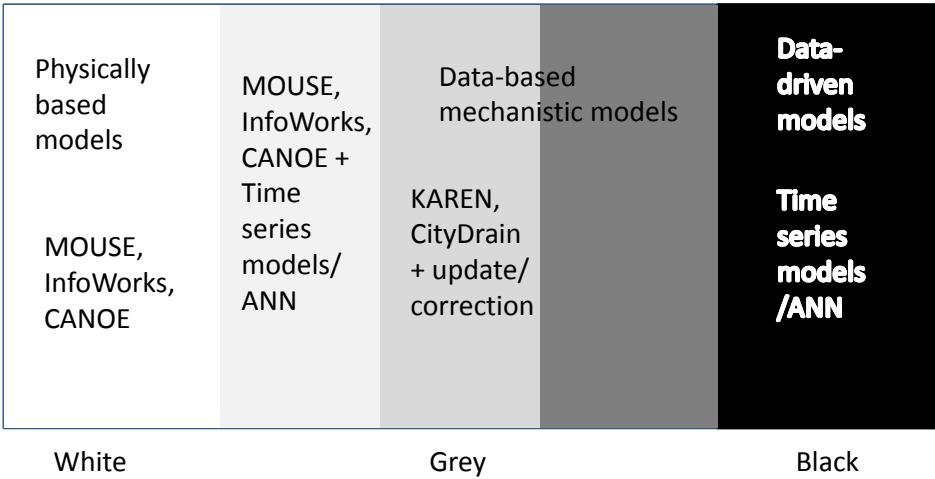 Physically
based
models
MOUSE,
InfoWorks,
CANOE
MOUSE,
InfoWorks,
CANOE +
Time
series
models/
ANN
Data-based
mechanistic models
KAREN,
CityDrain
+ update/
correction
Data-
driven
models
Time
series
models
/ANN
White
Grey
Black